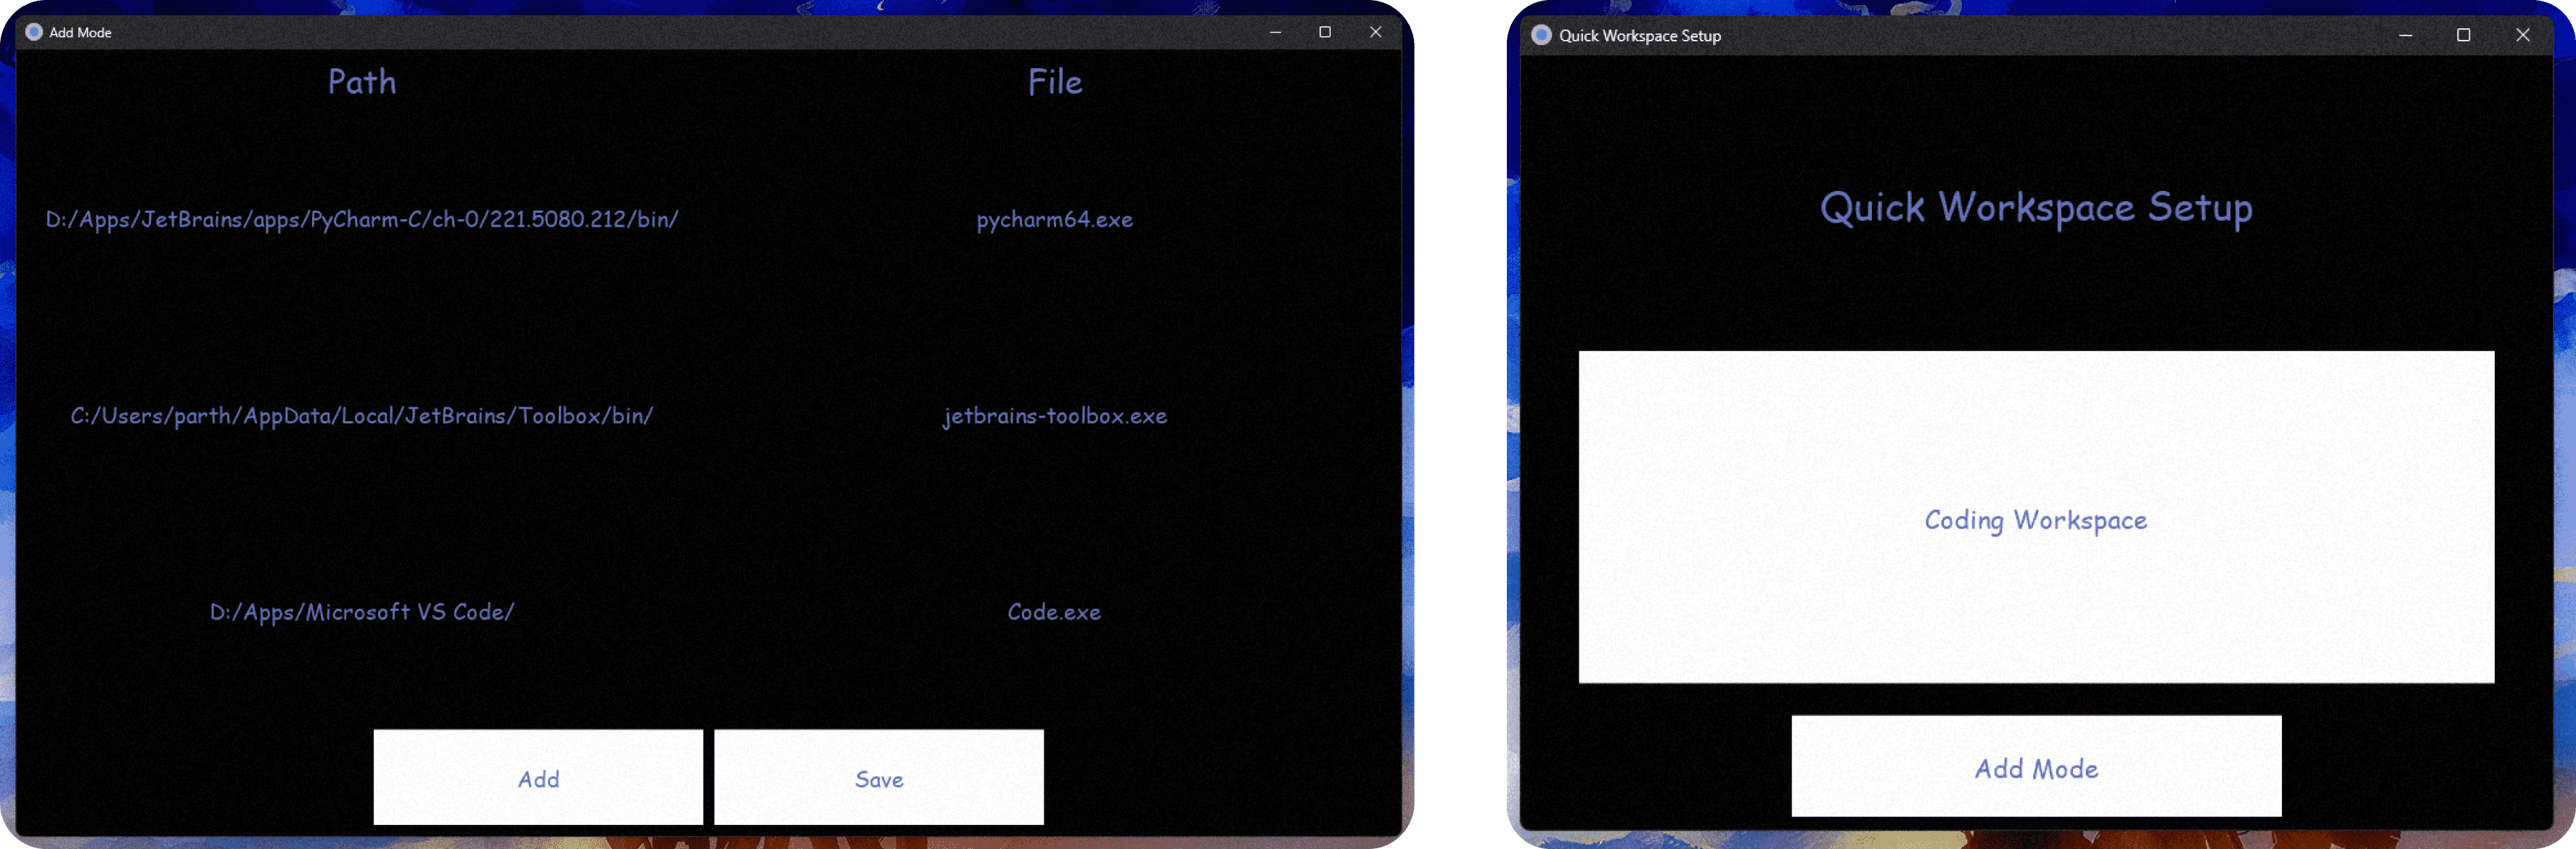 Add Mode
Path File
D:/Apps/JetBrains/apps/PyCharm-C/ch-0/221.5080.212/bin/ pycharm64.exe
C:/Users/parth/AppData/Local/JetBrains/Toolbox/bin/ jetbrains-toolbox.exe
D:/Apps/Microsoft VS Code/ Code.exe
Add Save
Quick Workspace Setup
Quick Workspace Setup
Coding Workspace
Add Mode